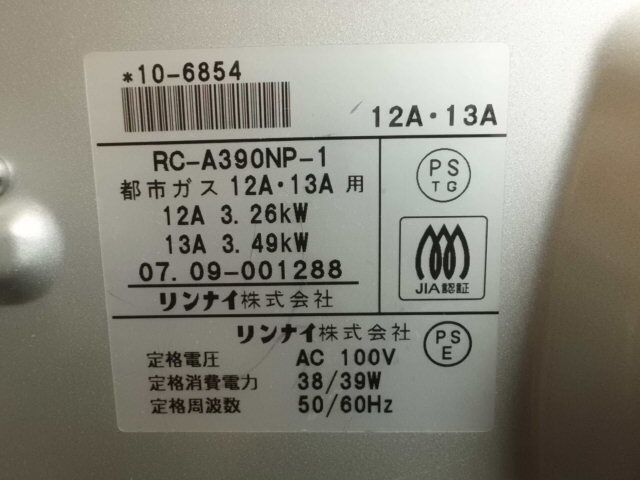 *10-6854
12A・13A
RC-A390NP-1
都市ガス 12A・13A 用
12A 3.26kW
13A 3.49kW
07.09-001288
リンナイ株式会社
PS
TG
JIA認証
リンナイ株式会社
PS
E
定格電圧 AC 100V
定格消費電力 38/39W
定格周波数 50/60Hz